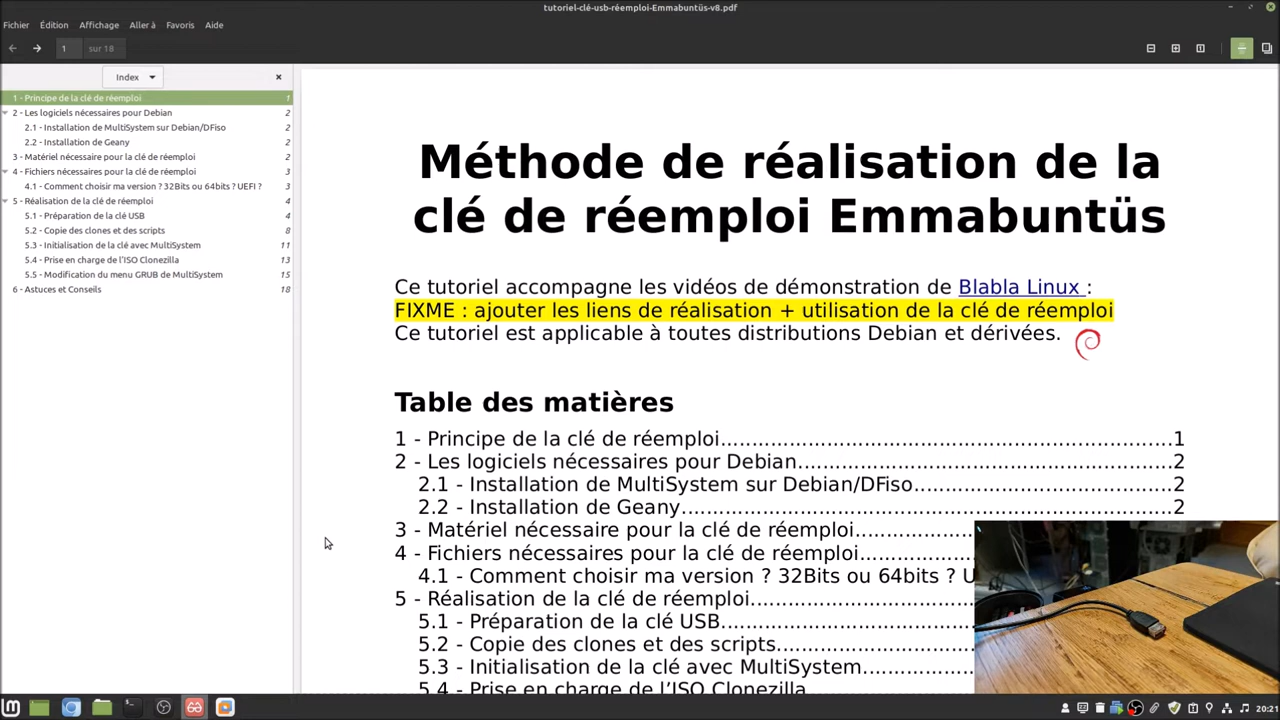 tutoriel-clé-usb-réemploi-Emmabuntüs-v8.pdf
Fichier Édition Affichage Aller à Favoris Aide
1 sur 18
Index
1 - Principe de la clé de réemploi 1
2 - Les logiciels nécessaires pour Debian 2
2.1 - Installation de MultiSystem sur Debian/DFiso 2
2.2 - Installation de Geany 2
3 - Matériel nécessaire pour la clé de réemploi 2
4 - Fichiers nécessaires pour la clé de réemploi 3
4.1 - Comment choisir ma version ? 32Bits ou 64bits ? UEFI ? 3
5 - Réalisation de la clé de réemploi 4
5.1 - Préparation de la clé USB 4
5.2 - Copie des clones et des scripts 8
5.3 - Initialisation de la clé avec MultiSystem 11
5.4 - Prise en charge de l'ISO Clonezilla 13
5.5 - Modification du menu GRUB de MultiSystem 15
6 - Astuces et Conseils 18
Méthode de réalisation de la
clé de réemploi Emmabuntüs
Ce tutoriel accompagne les vidéos de démonstration de Blabla Linux :
FIXME : ajouter les liens de réalisation + utilisation de la clé de réemploi
Ce tutoriel est applicable à toutes distributions Debian et dérivées.
Table des matières
1 - Principe de la clé de réemploi 1
2 - Les logiciels nécessaires pour Debian 2
2.1 - Installation de MultiSystem sur Debian/DFiso 2
2.2 - Installation de Geany 2
3 - Matériel nécessaire pour la clé de réemploi
4 - Fichiers nécessaires pour la clé de réemploi
4.1 - Comment choisir ma version ? 32Bits ou 64bits ? U
5 - Réalisation de la clé de réemploi
5.1 - Préparation de la clé USB
5.2 - Copie des clones et des scripts
5.3 - Initialisation de la clé avec MultiSystem
5.4 - Prise en charge de l'ISO Clonezilla
20:21